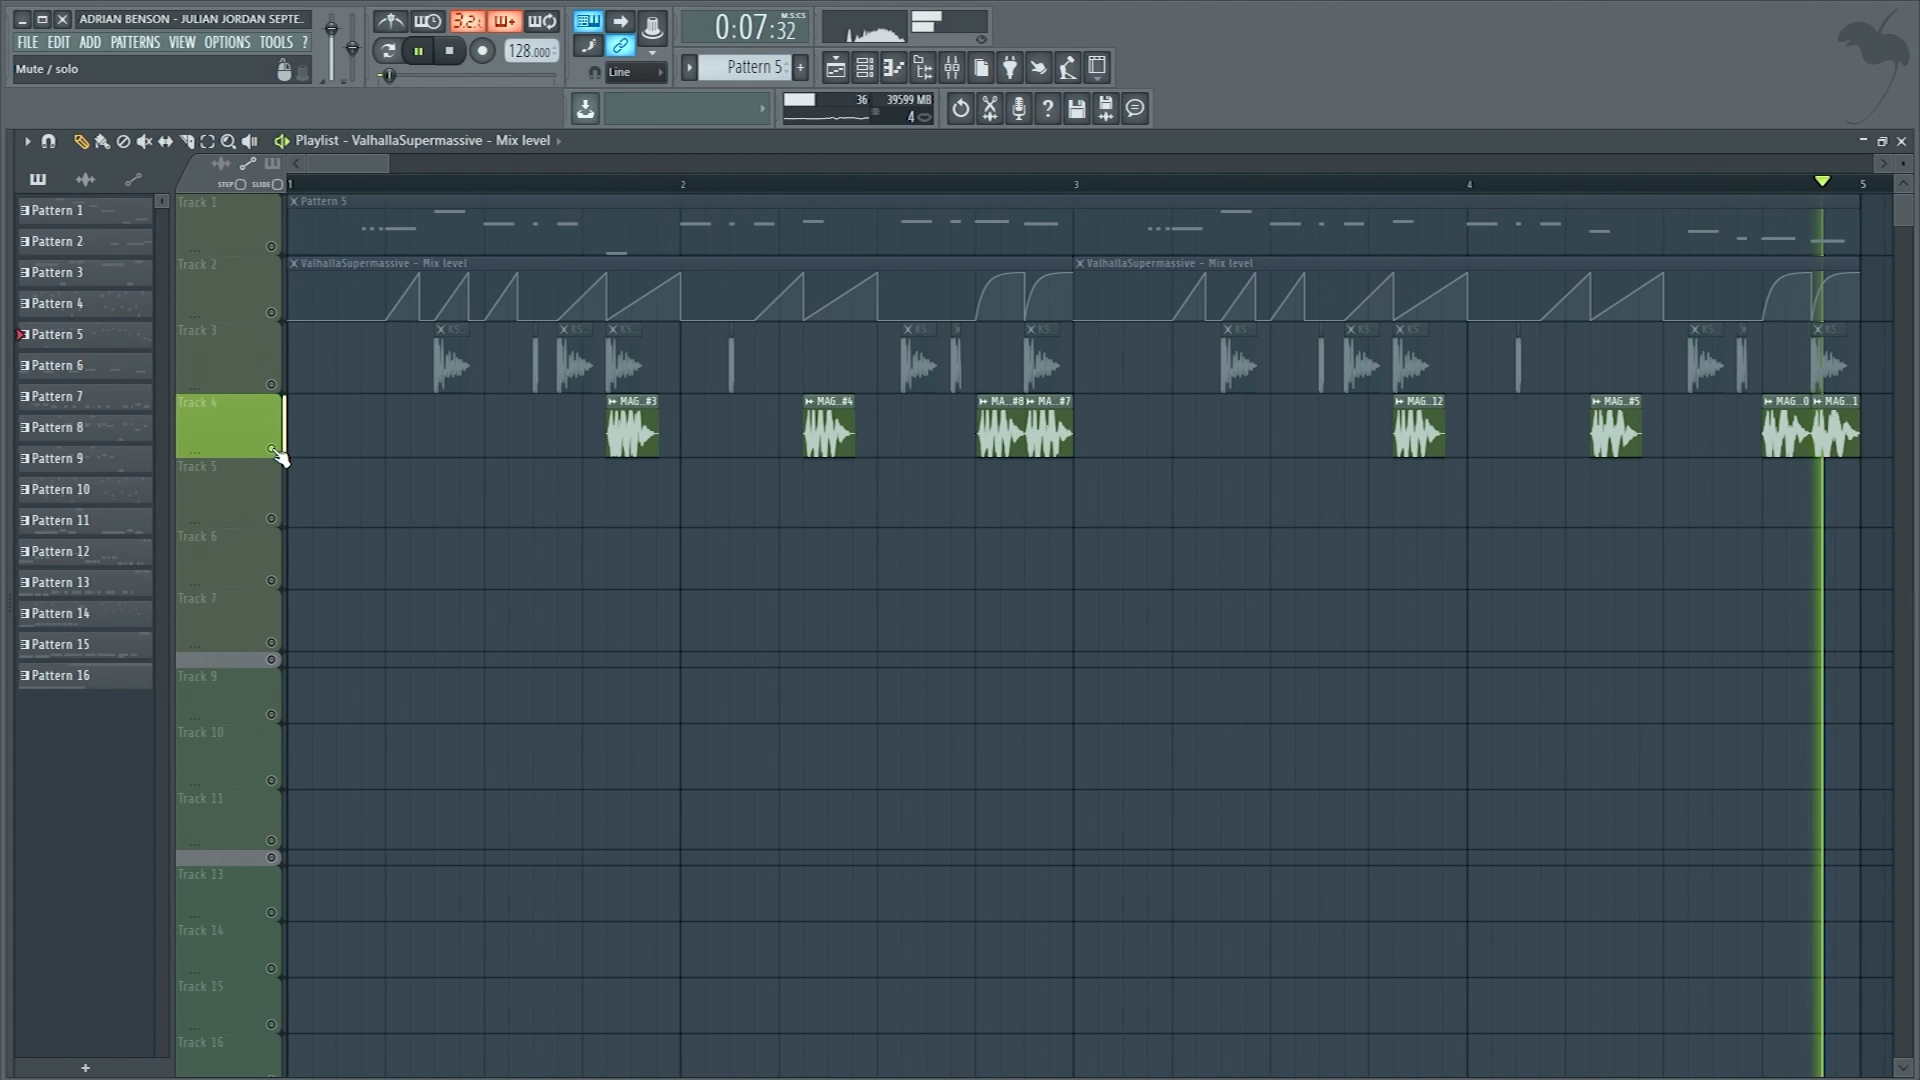 ADRIAN BENSON - JULIAN JORDAN SEPTE..
FILE EDIT ADD PATTERNS VIEW OPTIONS TOOLS ?
Mute / solo
3.2.
128.000
Line
0:07:32
M:S:CS
Pattern 5
36 39599 MB
4
Playlist - ValhallaSupermassive - Mix level
STEP SLIDE
1 2 3 4 5
Pattern 1
Pattern 2
Pattern 3
Pattern 4
Pattern 5
Pattern 6
Pattern 7
Pattern 8
Pattern 9
Pattern 10
Pattern 11
Pattern 12
Pattern 13
Pattern 14
Pattern 15
Pattern 16
+
Track 1
Pattern 5
Track 2
ValhallaSupermassive - Mix level
ValhallaSupermassive - Mix level
Track 3
KS.. KS.. KS.. KS.. KS.. KS.. KS.. KS.. KS.. KS..
Track 4
MAG..#3 MAG..#4 MA..#8 MA..#7 MAG..12 MAG..#5 MAG..0 MAG..1
Track 5
Track 6
Track 7
Track 9
Track 10
Track 11
Track 13
Track 14
Track 15
Track 16